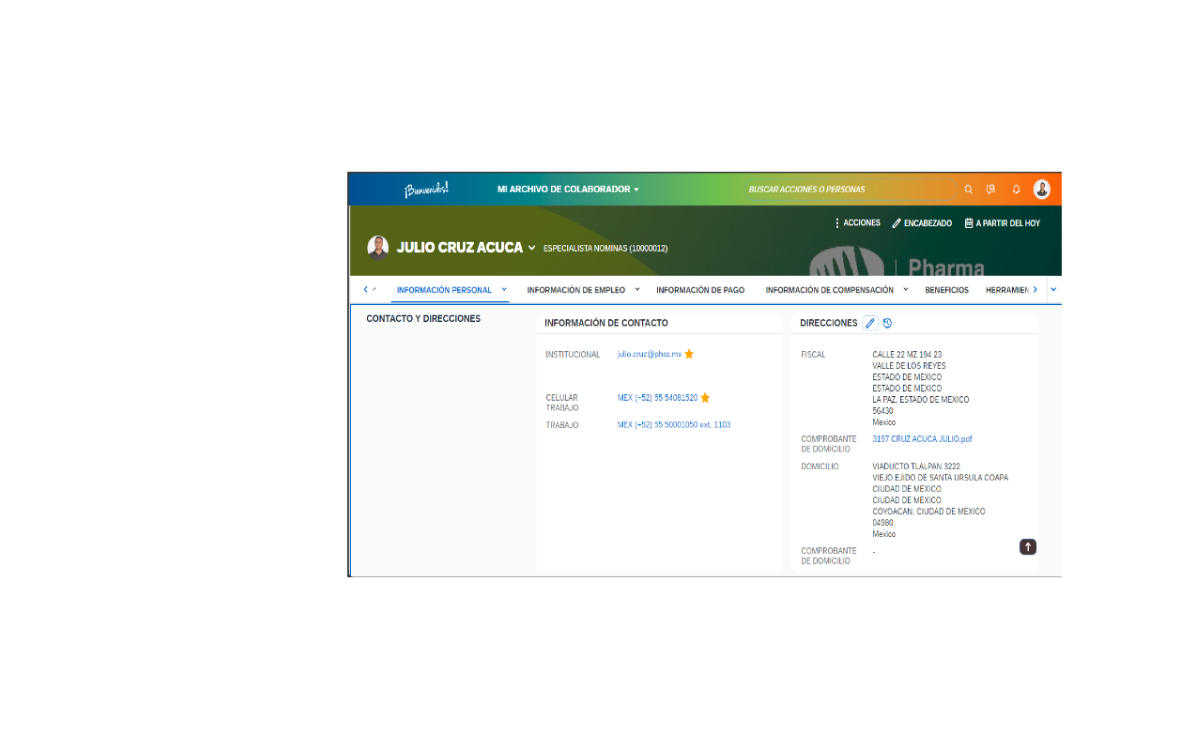 ¡Bienvenidos!
MI ARCHIVO DE COLABORADOR
BUSCAR ACCIONES O PERSONAS
ACCIONES
ENCABEZADO
A PARTIR DEL HOY
JULIO CRUZ ACUCA
ESPECIALISTA NOMINAS (10000012)
Pharma
INFORMACIÓN PERSONAL
INFORMACIÓN DE EMPLEO
INFORMACIÓN DE PAGO
INFORMACIÓN DE COMPENSACIÓN
BENEFICIOS
HERRAMIEN
CONTACTO Y DIRECCIONES
INFORMACIÓN DE CONTACTO
INSTITUCIONAL
julio.cruz@phss.mx
CELULAR
TRABAJO
MEX (+52) 55 54081520
TRABAJO
MEX (+52) 55 50001050 ext. 1103
DIRECCIONES
FISCAL
CALLE 22 MZ 194 23
VALLE DE LOS REYES
ESTADO DE MEXICO
ESTADO DE MEXICO
LA PAZ, ESTADO DE MEXICO
56430
Mexico
COMPROBANTE
DE DOMICILIO
3197 CRUZ ACUCA JULIO.pdf
DOMICILIO
VIADUCTO TLALPAN 3222
VIEJO EJIDO DE SANTA URSULA COAPA
CIUDAD DE MEXICO
CIUDAD DE MEXICO
COYOACAN, CIUDAD DE MEXICO
04980
Mexico
COMPROBANTE
DE DOMICILIO
-